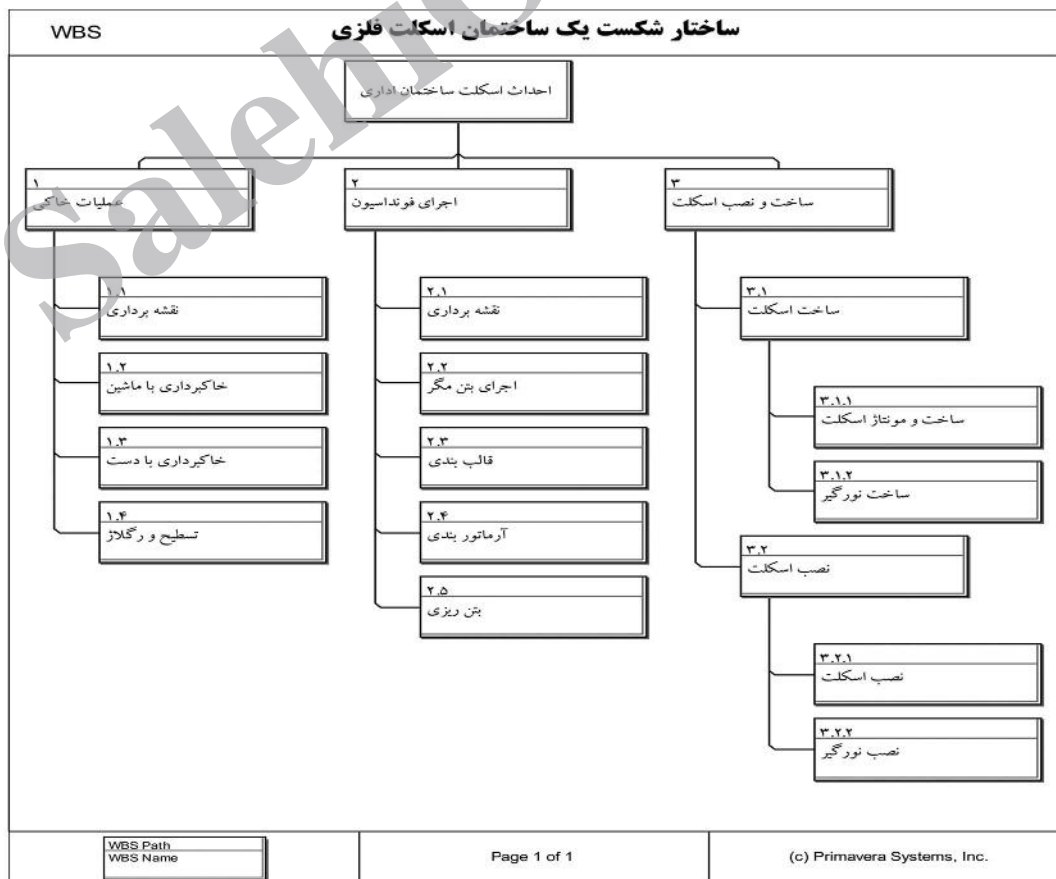 WBS
ساختار شکست یک ساختمان اسکلت فلزی
احداث اسکلت ساختمان اداری
۱
عملیات خاکی
۱.۱
نقشه برداری
۱.۲
خاکبرداری با ماشین
۱.۳
خاکبرداری با دست
۱.۴
تسطیح و رگلاژ
۲
اجرای فونداسیون
۲.۱
نقشه برداری
۲.۲
اجرای بتن مگر
۲.۳
قالب بندی
۲.۴
آرماتور بندی
۲.۵
بتن ریزی
۳
ساخت و نصب اسکلت
۳.۱
ساخت اسکلت
۳.۱.۱
ساخت و مونتاژ اسکلت
۳.۱.۲
ساخت نورگیر
۳.۲
نصب اسکلت
۳.۲.۱
نصب اسکلت
۳.۲.۲
نصب نورگیر
WBS Path
WBS Name
Page 1 of 1
(c) Primavera Systems, Inc.